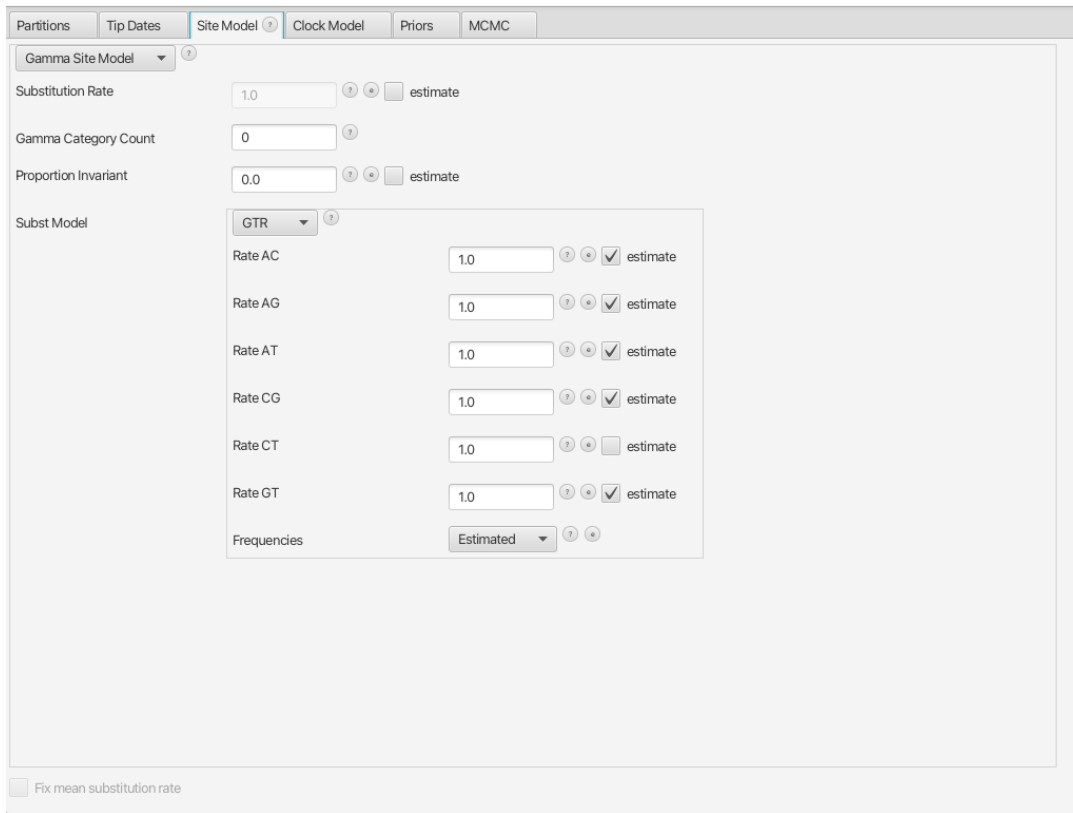 Partitions Tip Dates Site Model ? Clock Model Priors MCMC
Gamma Site Model ?
Substitution Rate 1.0 ? e estimate
Gamma Category Count 0 ?
Proportion Invariant 0.0 ? e estimate
Subst Model GTR ?
Rate AC 1.0 ? e estimate
Rate AG 1.0 ? e estimate
Rate AT 1.0 ? e estimate
Rate CG 1.0 ? e estimate
Rate CT 1.0 ? e estimate
Rate GT 1.0 ? e estimate
Frequencies Estimated ? e
Fix mean substitution rate